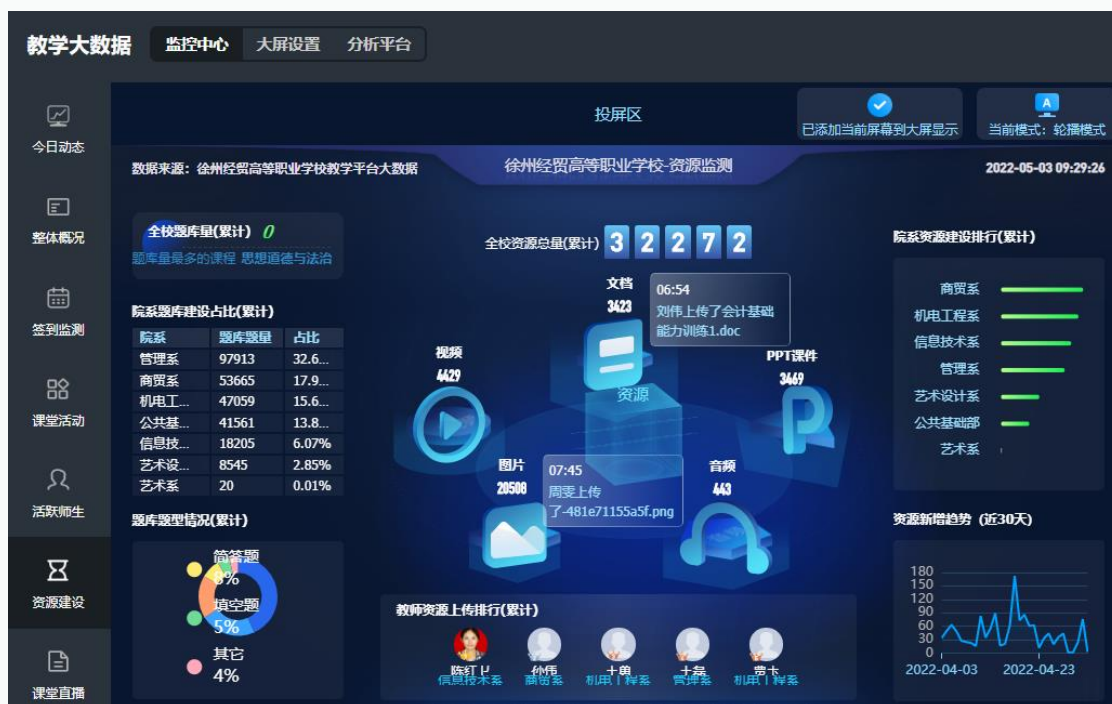 教学大数据
监控中心
大屏设置
分析平台
今日动态
整体概况
签到监测
课堂活动
活跃师生
资源建设
课堂直播
投屏区
已添加当前屏幕到大屏显示
A
当前模式：轮播模式
数据来源：徐州经贸高等职业学校教学平台大数据
徐州经贸高等职业学校-资源监测
2022-05-03 09:29:26
全校题库量(累计) 0
题库量最多的课程 思想道德与法治
院系题库建设占比(累计)
院系 题库题量 占比
管理系 97913 32.6...
商贸系 53665 17.9...
机电工... 47059 15.6...
公共基... 41561 13.8...
信息技... 18205 6.07%
艺术设... 8545 2.85%
艺术系 20 0.01%
题库题型情况(累计)
简答题
8%
填空题
5%
其它
4%
全校资源总量(累计) 32272
文档
3423
06:54
刘伟上传了会计基础
能力训练1.doc
视频
4429
PPT课件
3469
资源
图片
20508
07:45
周雯上传
了-481e71155a5f.png
音频
443
教师资源上传排行(累计)
信息技术系
商贸系
机电工程系
管理系
机电工程系
院系资源建设排行(累计)
商贸系
机电工程系
信息技术系
管理系
艺术设计系
公共基础部
艺术系
资源新增趋势（近30天）
180
150
120
90
60
30
0
2022-04-03 2022-04-23